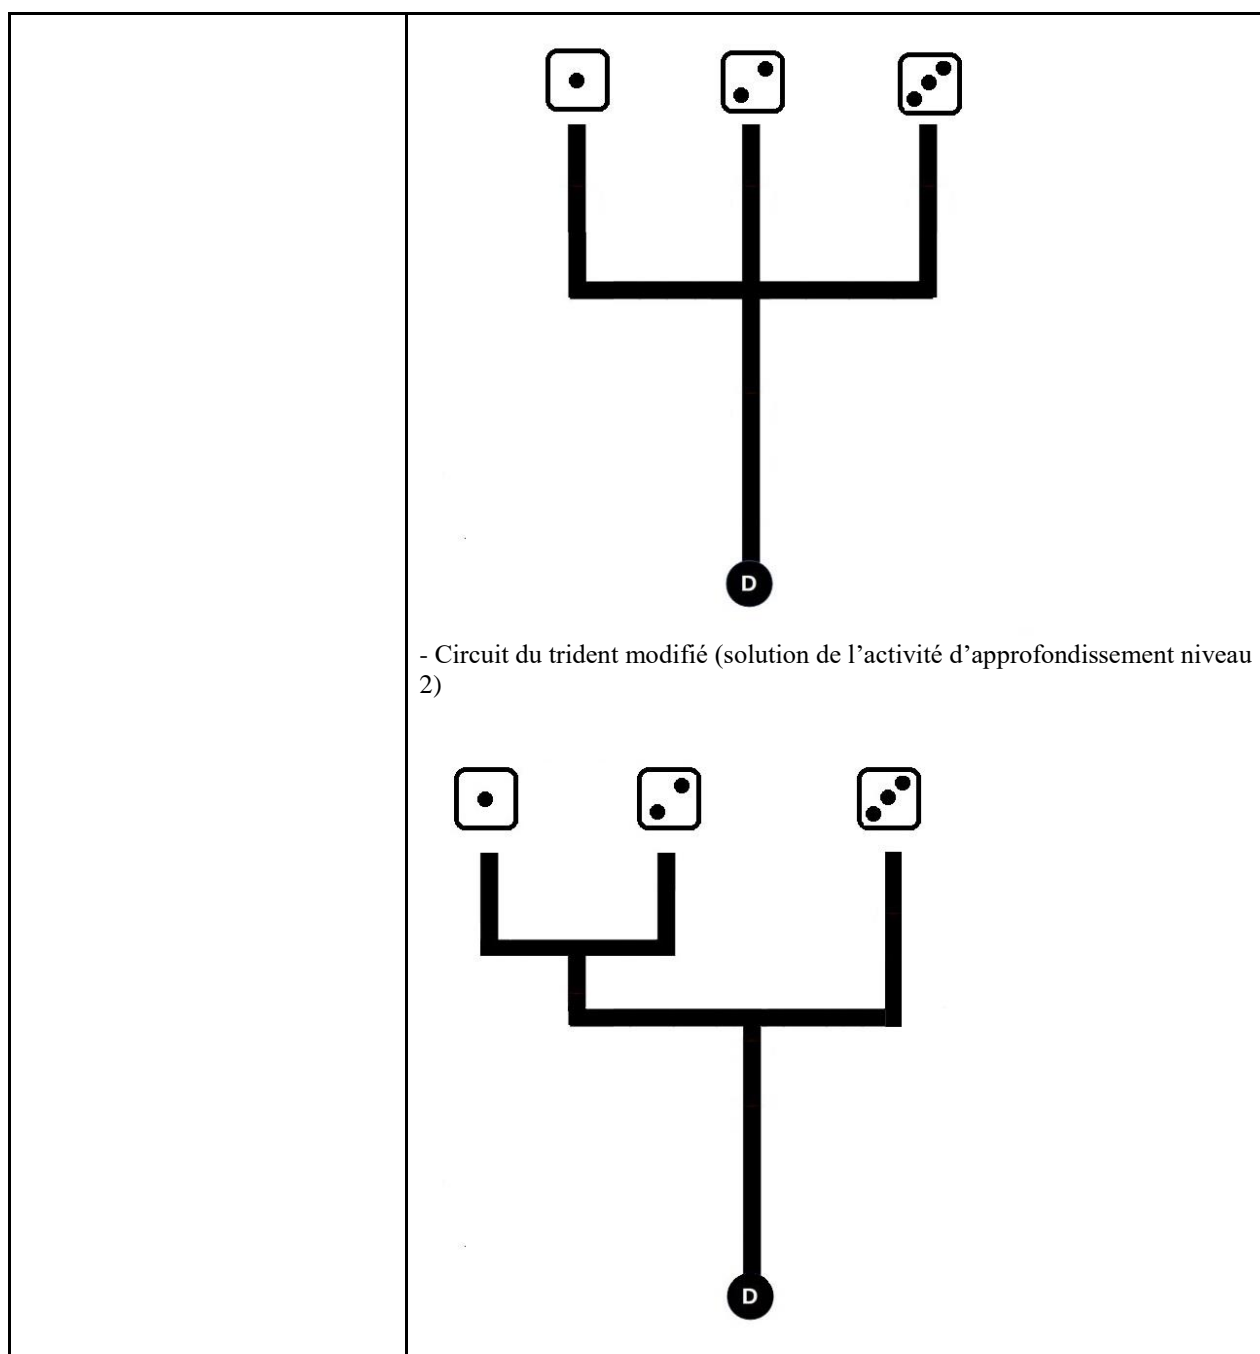 D
- Circuit du trident modifié (solution de l’activité d’approfondissement niveau
2)
D